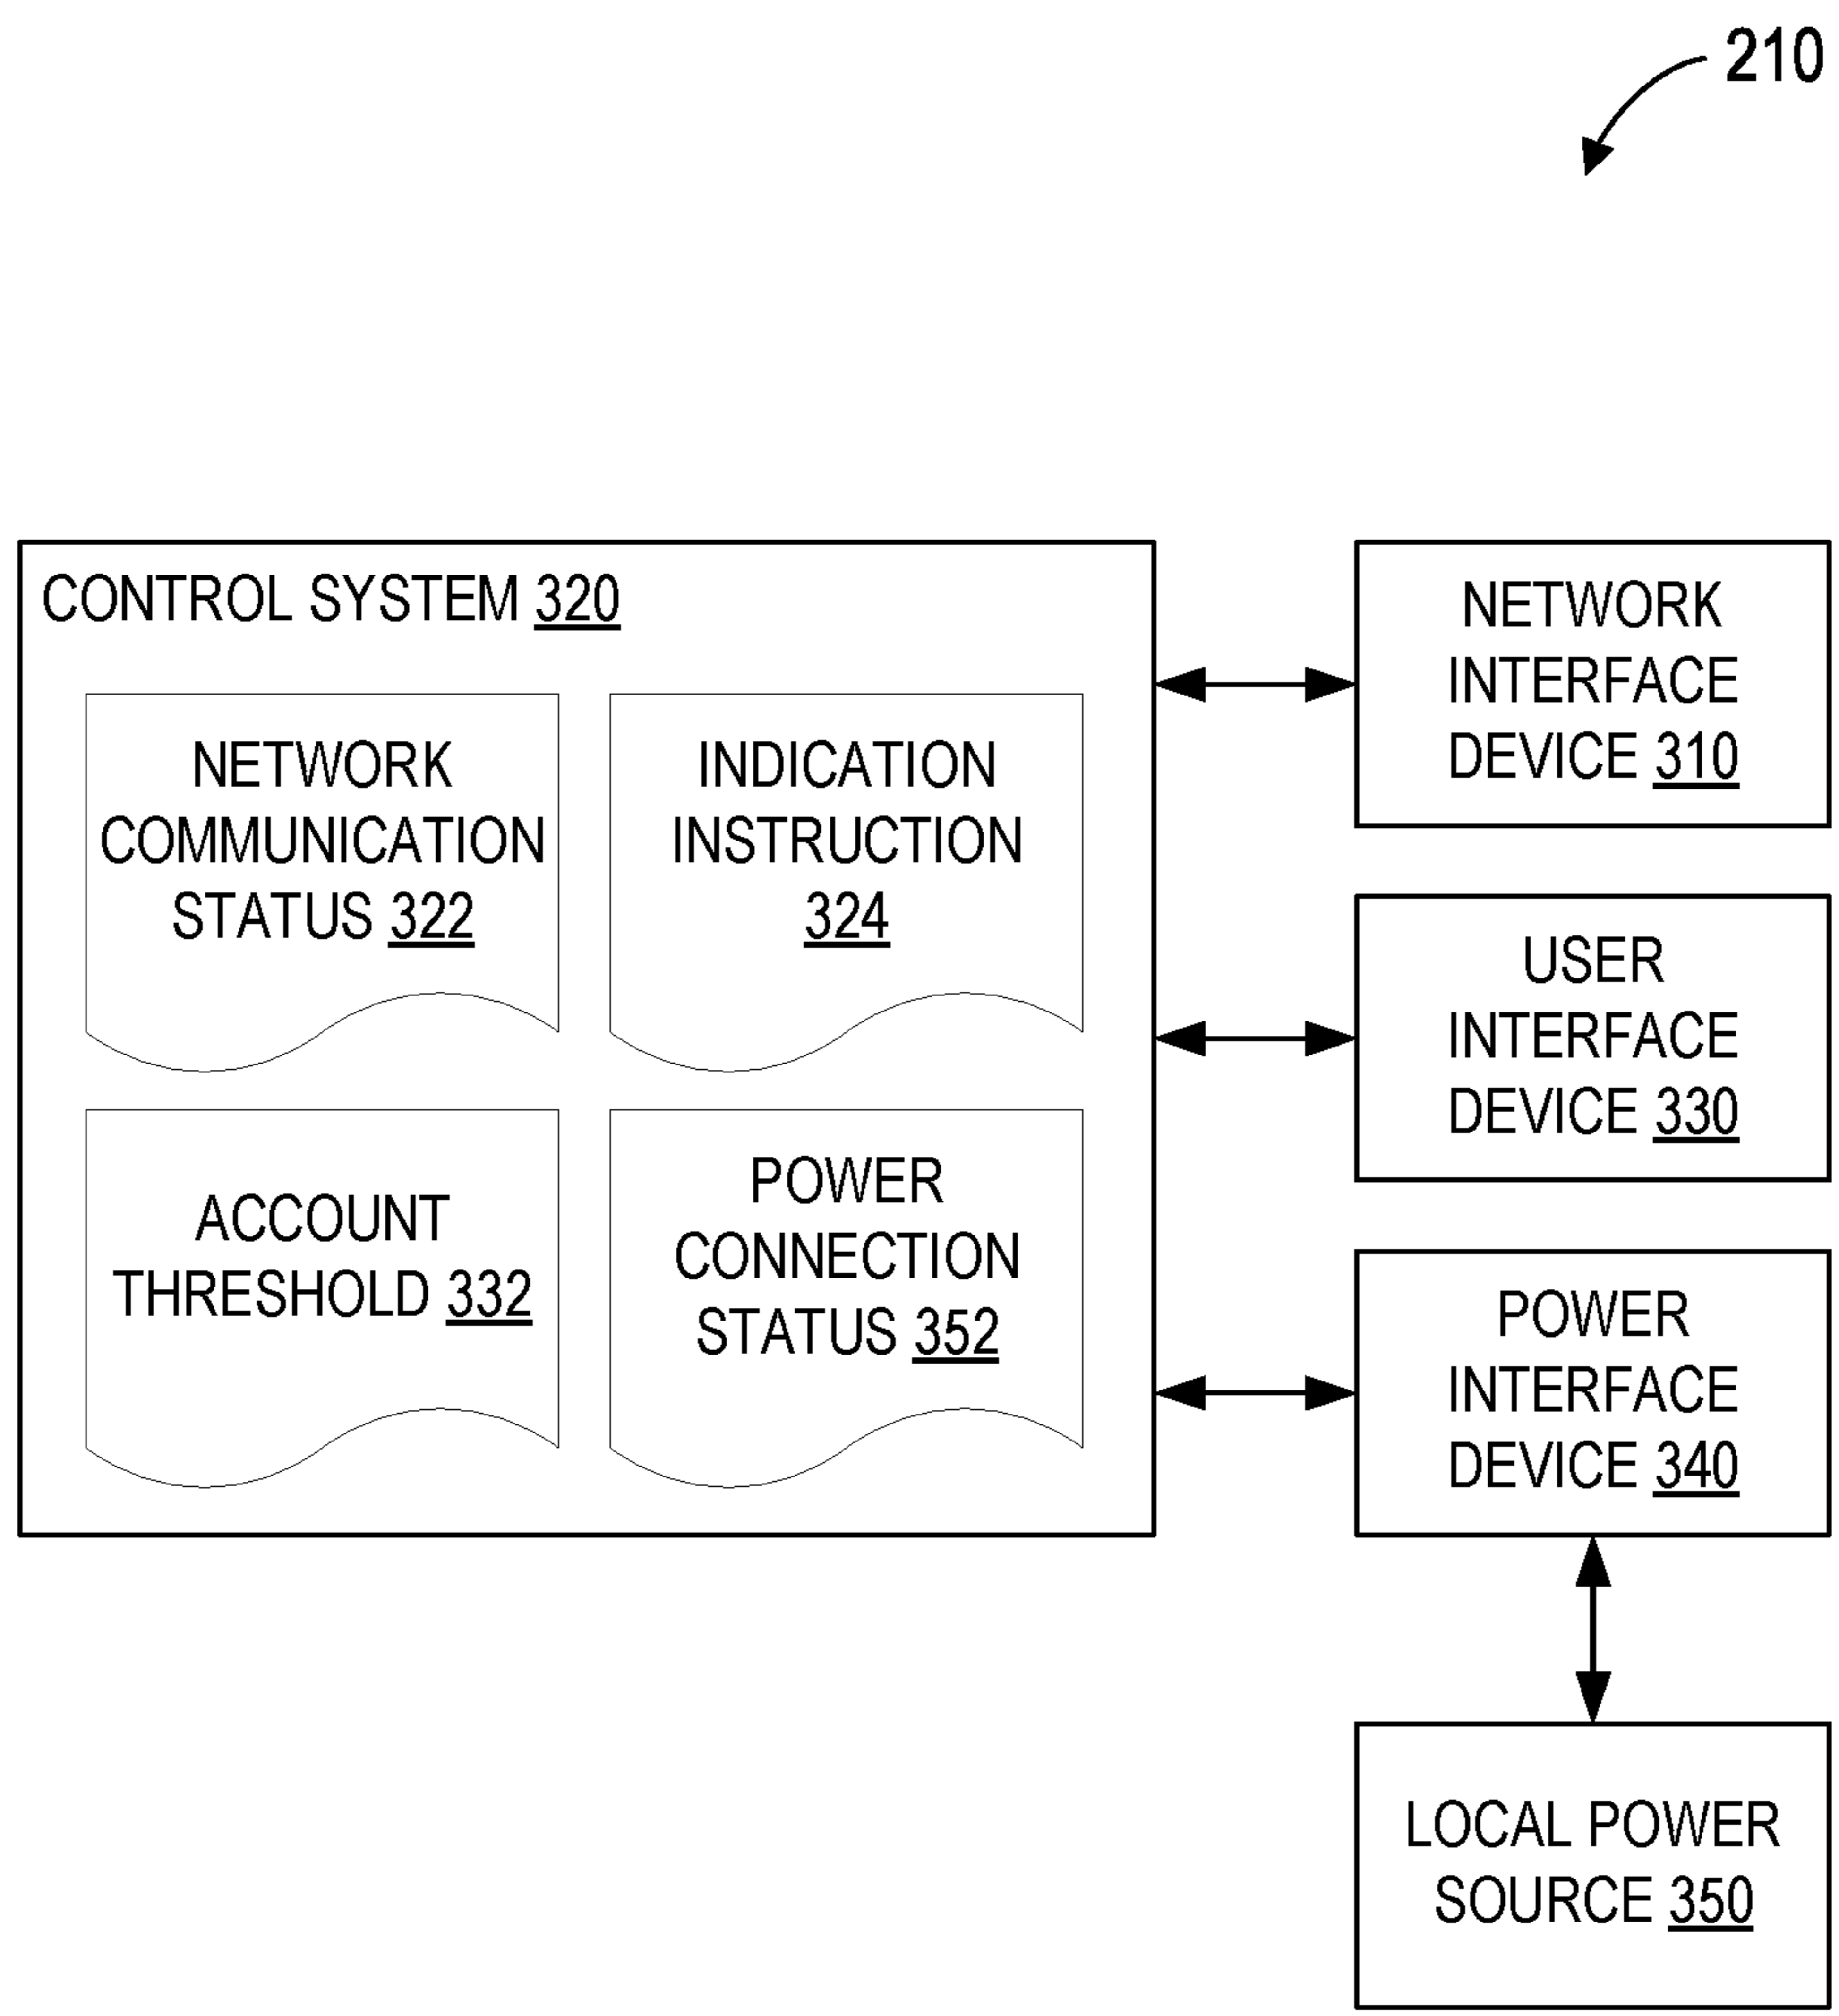 210
CONTROL SYSTEM 320
NETWORK
COMMUNICATION
STATUS 322
INDICATION
INSTRUCTION
324
ACCOUNT
THRESHOLD 332
POWER
CONNECTION
STATUS 352
NETWORK
INTERFACE
DEVICE 310
USER
INTERFACE
DEVICE 330
POWER
INTERFACE
DEVICE 340
LOCAL POWER
SOURCE 350